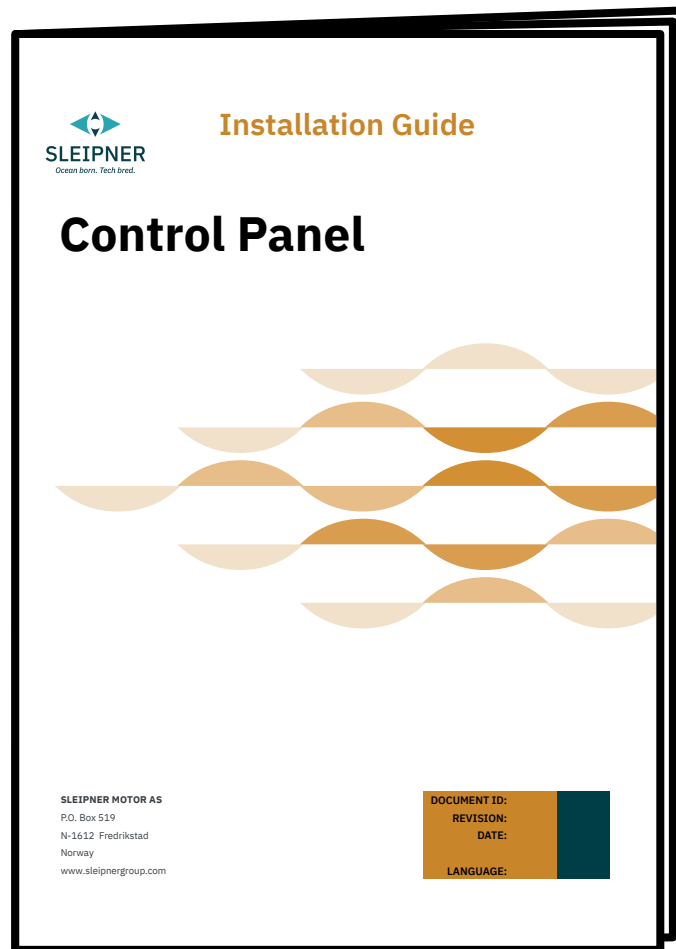 Installation Guide
SLEIPNER
Ocean born. Tech bred.
Control Panel
SLEIPNER MOTOR AS
P.O. Box 519
N-1612 Fredrikstad
Norway
www.sleipnergroup.com
DOCUMENT ID:
REVISION:
DATE:
LANGUAGE: